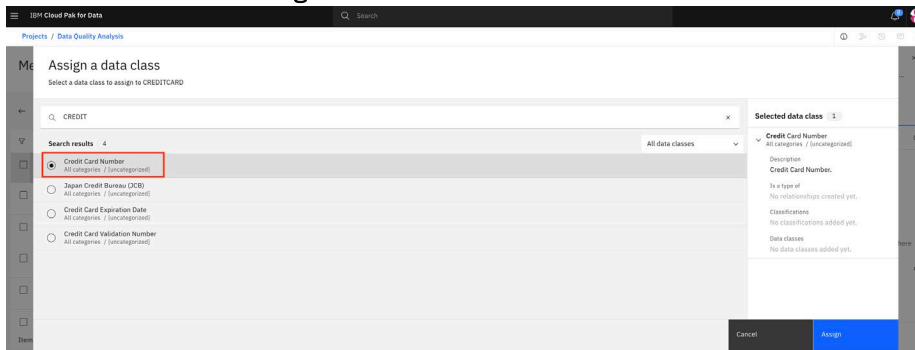 IBM Cloud Pak for Data
Search
Projects / Data Quality Analysis
Me
Assign a data class
Select a data class to assign to CREDITCARD
CREDIT
Search results 4
All data classes
Credit Card Number
All categories / [uncategorized]
Japan Credit Bureau (JCB)
All categories / [uncategorized]
Credit Card Expiration Date
All categories / [uncategorized]
Credit Card Validation Number
All categories / [uncategorized]
Selected data class 1
Credit Card Number
All categories / [uncategorized]
Description
Credit Card Number.
Is a type of
No relationships created yet.
Classifications
No classifications added yet.
Data classes
No data classes added yet.
here
Item
Cancel
Assign